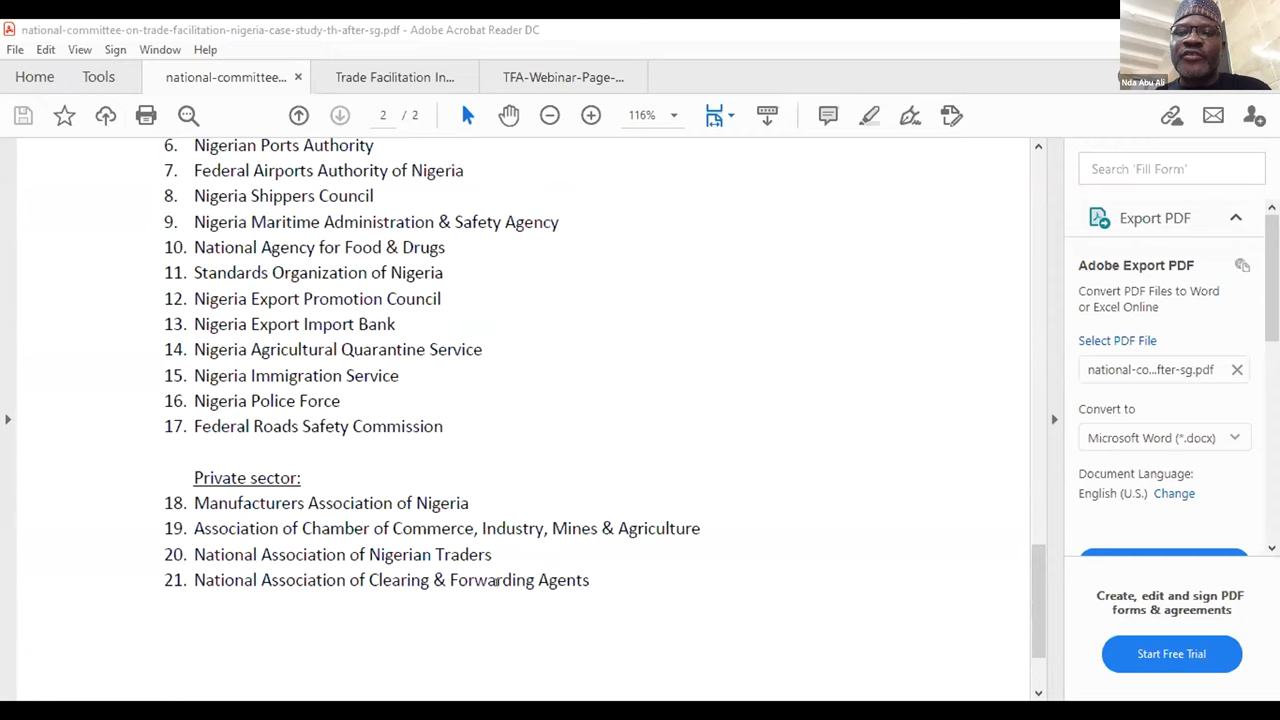 national-committee-on-trade-facilitation-nigeria-case-study-th-after-sg.pdf - Adobe Acrobat Reader DC
File Edit View Sign Window Help
Home Tools national-committee... × Trade Facilitation In... TFA-Webinar-Page-...
2 / 2 116%
Nda Abu Ali
6. Nigerian Ports Authority
7. Federal Airports Authority of Nigeria
8. Nigeria Shippers Council
9. Nigeria Maritime Administration & Safety Agency
10. National Agency for Food & Drugs
11. Standards Organization of Nigeria
12. Nigeria Export Promotion Council
13. Nigeria Export Import Bank
14. Nigeria Agricultural Quarantine Service
15. Nigeria Immigration Service
16. Nigeria Police Force
17. Federal Roads Safety Commission
Private sector:
18. Manufacturers Association of Nigeria
19. Association of Chamber of Commerce, Industry, Mines & Agriculture
20. National Association of Nigerian Traders
21. National Association of Clearing & Forwarding Agents
Search 'Fill Form'
Export PDF
Adobe Export PDF
Convert PDF Files to Word
or Excel Online
Select PDF File
national-co...fter-sg.pdf
Convert to
Microsoft Word (*.docx)
Document Language:
English (U.S.) Change
Create, edit and sign PDF
forms & agreements
Start Free Trial